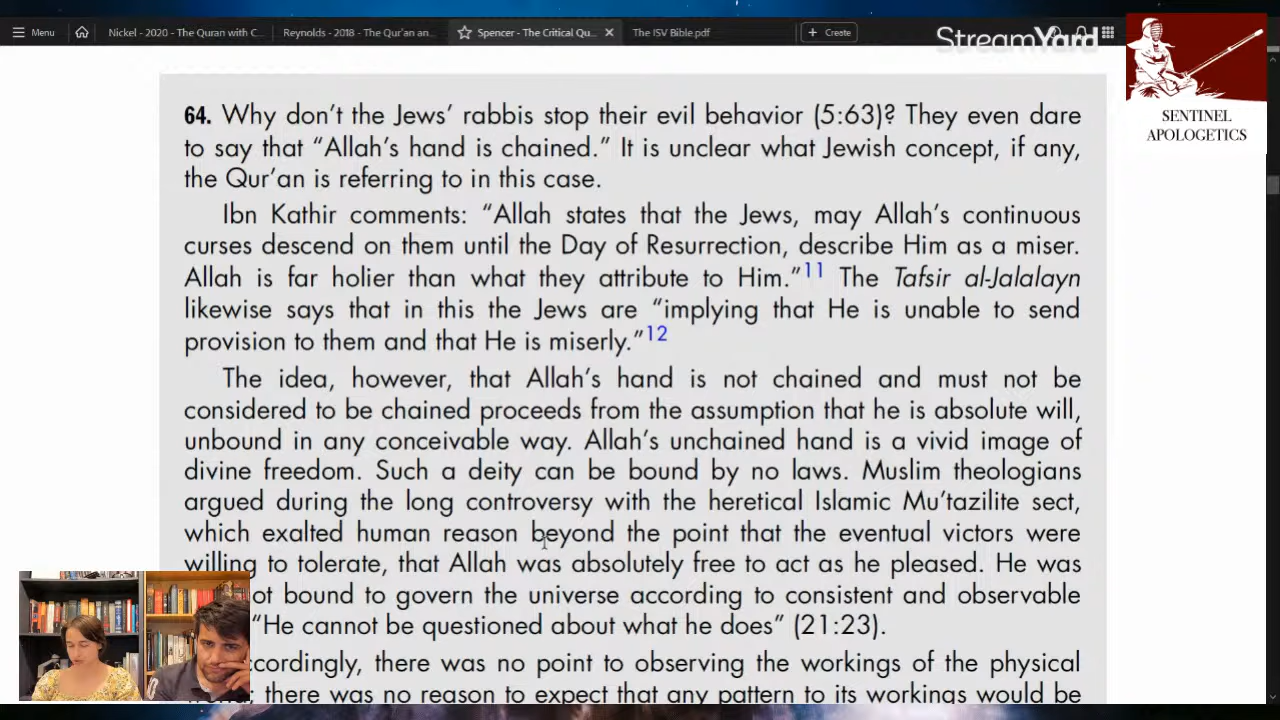 Menu
Nickel - 2020 - The Quran with C...
Reynolds - 2018 - The Qur'an an...
Spencer - The Critical Qu...
The ISV Bible.pdf
Create
StreamYard
SENTINEL
APOLOGETICS
64. Why don't the Jews' rabbis stop their evil behavior (5:63)? They even dare
to say that "Allah's hand is chained." It is unclear what Jewish concept, if any,
the Qur'an is referring to in this case.
Ibn Kathir comments: "Allah states that the Jews, may Allah's continuous
curses descend on them until the Day of Resurrection, describe Him as a miser.
Allah is far holier than what they attribute to Him."11 The Tafsir al-Jalalayn
likewise says that in this the Jews are "implying that He is unable to send
provision to them and that He is miserly."12
The idea, however, that Allah's hand is not chained and must not be
considered to be chained proceeds from the assumption that he is absolute will,
unbound in any conceivable way. Allah's unchained hand is a vivid image of
divine freedom. Such a deity can be bound by no laws. Muslim theologians
argued during the long controversy with the heretical Islamic Mu'tazilite sect,
which exalted human reason beyond the point that the eventual victors were
willing to tolerate, that Allah was absolutely free to act as he pleased. He was
bound to govern the universe according to consistent and observable
"He cannot be questioned about what he does" (21:23).
there was no point to observing the workings of the physical
there was no reason to expect that any pattern to its workings would be